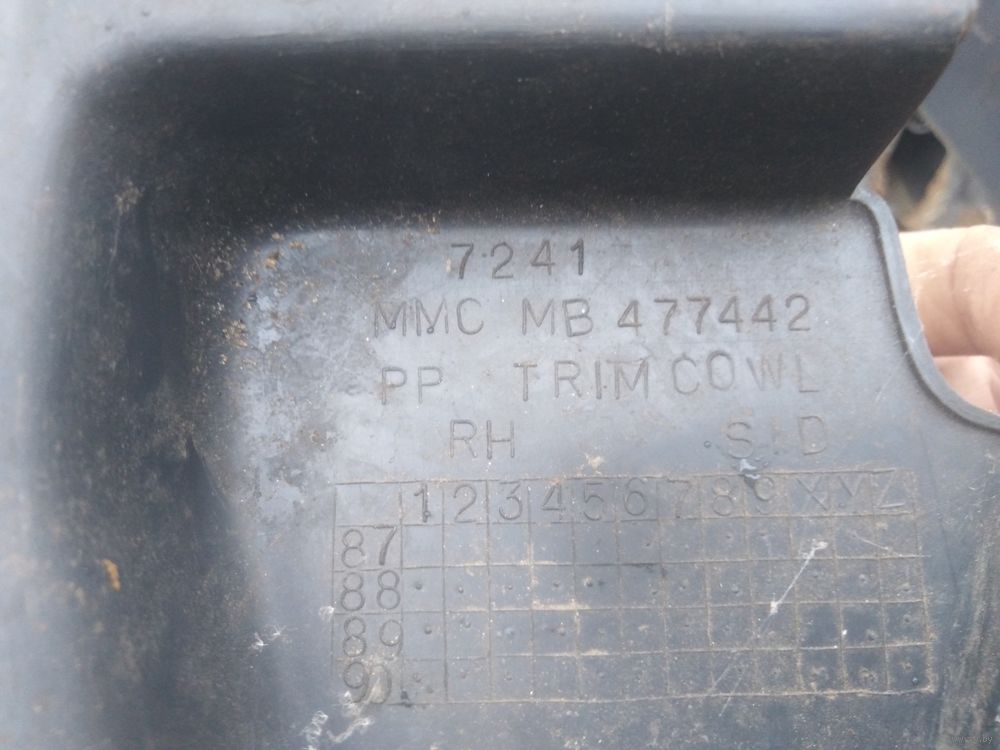 7241
MMC MB 477442
PP TRIM COWL
RH SID
1 2 3 4 5 6 7 8 9 X Y Z
87
88
89
90